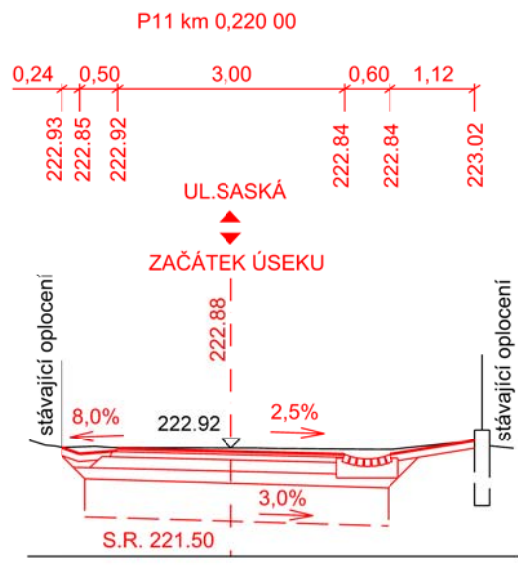 P11 km 0,220 00
0,24 0,50 3,00 0,60 1,12
222.93 222.85 222.92 222.84 222.84 223.02
UL.SASKÁ
ZAČÁTEK ÚSEKU
222.88
stávající oplocení
stávající oplocení
8,0% 222.92 2,5%
3,0%
S.R. 221.50